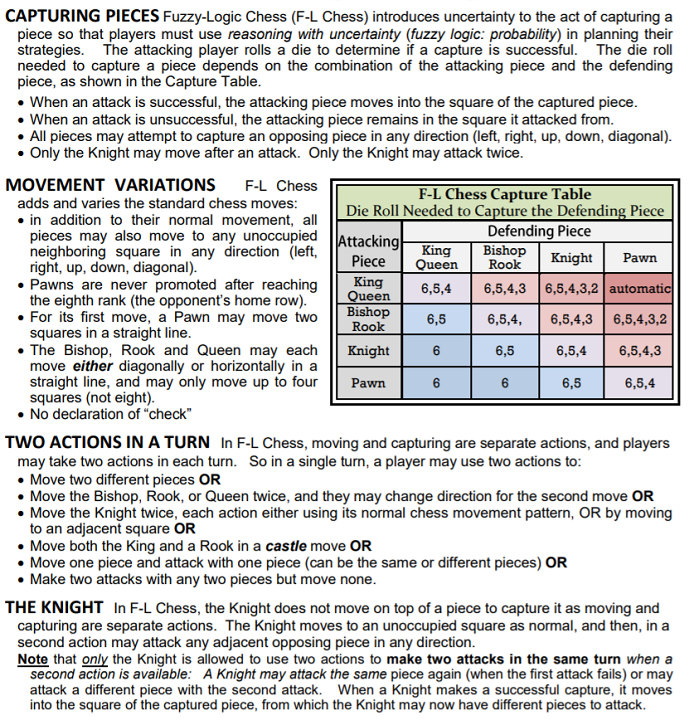 CAPTURING PIECES Fuzzy-Logic Chess (F-L Chess) introduces uncertainty to the act of capturing a
piece so that players must use reasoning with uncertainty (fuzzy logic: probability) in planning their
strategies. The attacking player rolls a die to determine if a capture is successful. The die roll
needed to capture a piece depends on the combination of the attacking piece and the defending
piece, as shown in the Capture Table.
• When an attack is successful, the attacking piece moves into the square of the captured piece.
• When an attack is unsuccessful, the attacking piece remains in the square it attacked from.
• All pieces may attempt to capture an opposing piece in any direction (left, right, up, down, diagonal).
• Only the Knight may move after an attack. Only the Knight may attack twice.
MOVEMENT VARIATIONS F-L Chess
adds and varies the standard chess moves:
• in addition to their normal movement, all
pieces may also move to any unoccupied
neighboring square in any direction (left,
right, up, down, diagonal).
• Pawns are never promoted after reaching
the eighth rank (the opponent's home row).
• For its first move, a Pawn may move two
squares in a straight line.
• The Bishop, Rook and Queen may each
move either diagonally or horizontally in a
straight line, and may only move up to four
squares (not eight).
• No declaration of "check"
F-L Chess Capture Table
Die Roll Needed to Capture the Defending Piece
Attacking Piece
Defending Piece
King Queen
Bishop Rook
Knight
Pawn
King Queen
6,5,4
6,5,4,3
6,5,4,3,2
automatic
Bishop Rook
6,5
6,5,4,
6,5,4,3
6,5,4,3,2
Knight
6
6,5
6,5,4
6,5,4,3
Pawn
6
6
6,5
6,5,4
TWO ACTIONS IN A TURN In F-L Chess, moving and capturing are separate actions, and players
may take two actions in each turn. So in a single turn, a player may use two actions to:
• Move two different pieces OR
• Move the Bishop, Rook, or Queen twice, and they may change direction for the second move OR
• Move the Knight twice, each action either using its normal chess movement pattern, OR by moving
to an adjacent square OR
• Move both the King and a Rook in a castle move OR
• Move one piece and attack with one piece (can be the same or different pieces) OR
• Make two attacks with any two pieces but move none.
THE KNIGHT In F-L Chess, the Knight does not move on top of a piece to capture it as moving and
capturing are separate actions. The Knight moves to an unoccupied square as normal, and then, in a
second action may attack any adjacent opposing piece in any direction.
Note that only the Knight is allowed to use two actions to make two attacks in the same turn when a
second action is available: A Knight may attack the same piece again (when the first attack fails) or may
attack a different piece with the second attack. When a Knight makes a successful capture, it moves
into the square of the captured piece, from which the Knight may now have different pieces to attack.